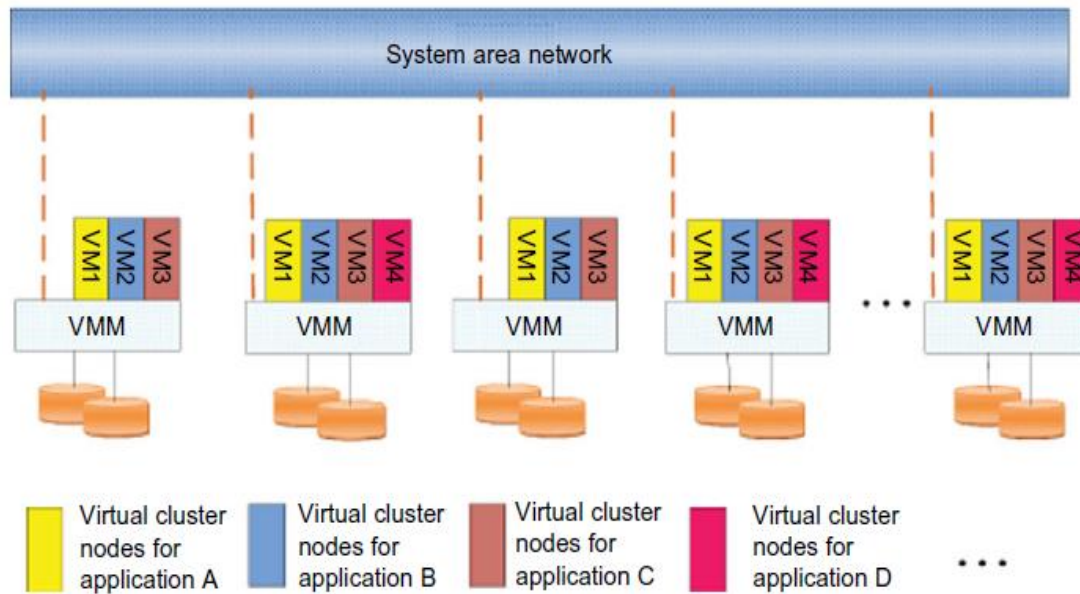 System area network
VM1 VM2 VM3
VM1 VM2 VM3 VM4
VM1 VM2 VM3
VM1 VM2 VM3 VM4
VM1 VM2 VM3 VM4
VMM VMM VMM VMM ... VMM
Virtual cluster
nodes for
application A
Virtual cluster
nodes for
application B
Virtual cluster
nodes for
application C
Virtual cluster
nodes for
application D
...